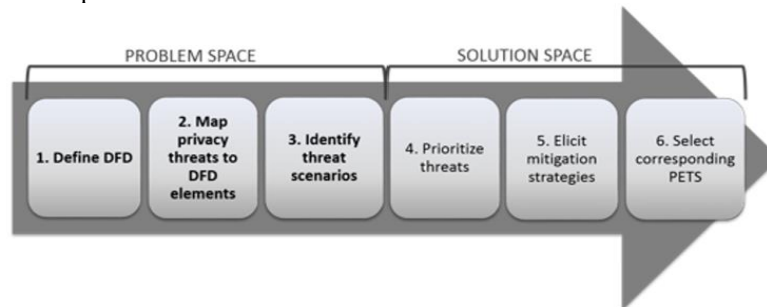 PROBLEM SPACE
SOLUTION SPACE
1. Define DFD
2. Map
privacy
threats to
DFD
elements
3. Identify
threat
scenarios
4. Prioritize
threats
5. Elicit
mitigation
strategies
6. Select
corresponding
PETS